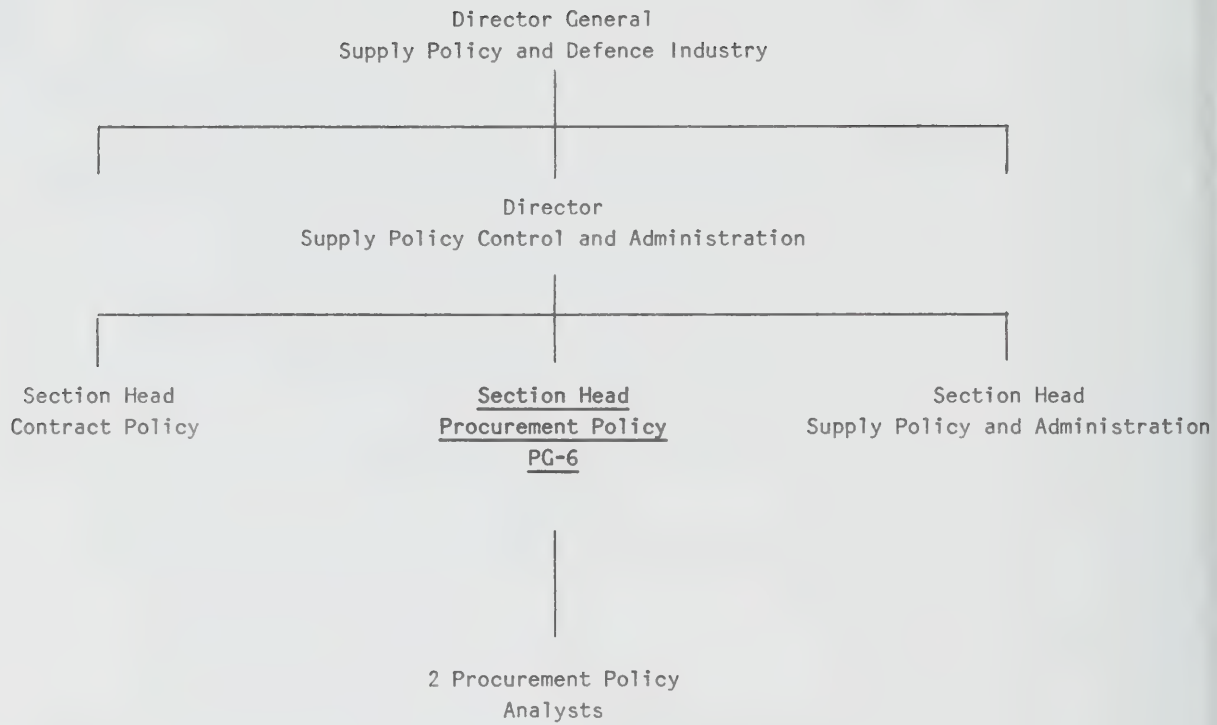 Director General
Supply Policy and Defence Industry
Director
Supply Policy Control and Administration
Section Head
Contract Policy
Section Head
Procurement Policy
PG-6
Section Head
Supply Policy and Administration
2 Procurement Policy
Analysts